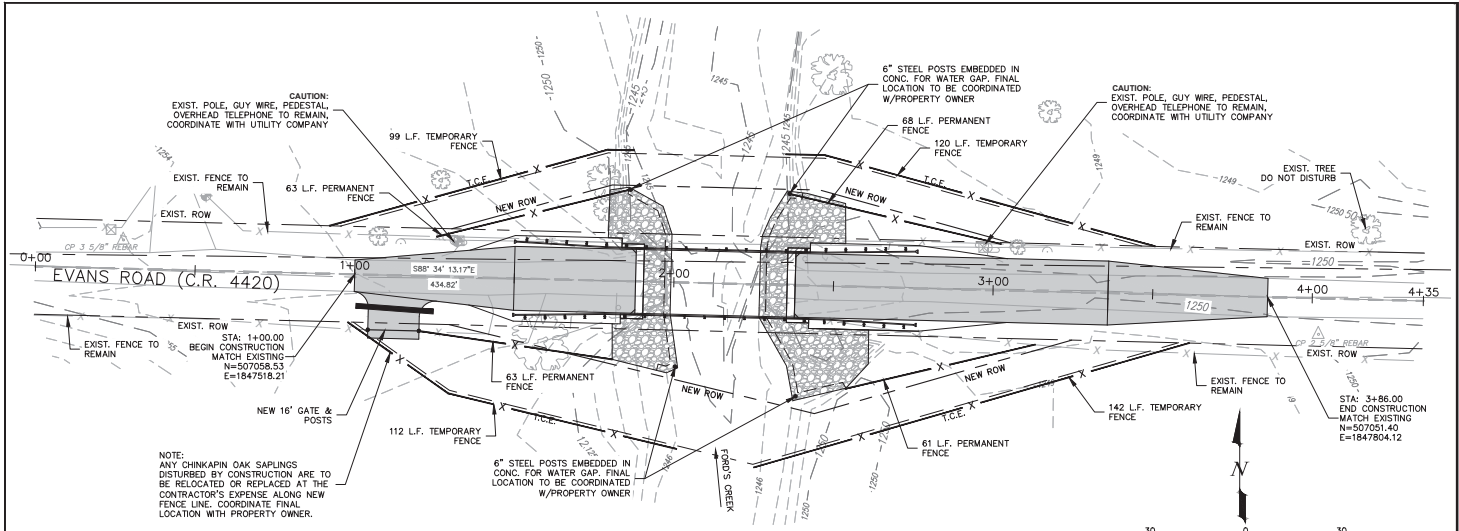 CAUTION:
EXIST. POLE, GUY WIRE, PEDESTAL,
OVERHEAD TELEPHONE TO REMAIN,
COORDINATE WITH UTILITY COMPANY
99 L.F. TEMPORARY
FENCE
63 L.F. PERMANENT
FENCE
EXIST. FENCE TO
REMAIN
EXIST. ROW
CP 3 5/8" REBAR
T.C.E.
NEW ROW
6" STEEL POSTS EMBEDDED IN
CONC. FOR WATER GAP. FINAL
LOCATION TO BE COORDINATED
W/PROPERTY OWNER
68 L.F. PERMANENT
FENCE
120 L.F. TEMPORARY
FENCE
CAUTION:
EXIST. POLE, GUY WIRE, PEDESTAL,
OVERHEAD TELEPHONE TO REMAIN,
COORDINATE WITH UTILITY COMPANY
EXIST. TREE
DO NOT DISTURB
NEW ROW
T.C.E.
EXIST. FENCE TO
REMAIN
EXIST. ROW
1254
1250
1250
1245
1245
1245
1245
1245
1249
1249
1250
1250
0+00
1+00
2+00
3+00
4+00
4+35
EVANS ROAD (C.R. 4420)
S88° 34' 13.17"E
434.82'
1250
EXIST. ROW
EXIST. FENCE TO
REMAIN
STA: 1+00.00
BEGIN CONSTRUCTION
MATCH EXISTING
N=507058.53
E=1847518.21
NEW 16' GATE &
POSTS
63 L.F. PERMANENT
FENCE
112 L.F. TEMPORARY
FENCE
T.C.E.
NEW ROW
NOTE:
ANY CHINKAPIN OAK SAPLINGS
DISTURBED BY CONSTRUCTION ARE TO
BE RELOCATED OR REPLACED AT THE
CONTRACTOR'S EXPENSE ALONG NEW
FENCE LINE. COORDINATE FINAL
LOCATION WITH PROPERTY OWNER.
6" STEEL POSTS EMBEDDED IN
CONC. FOR WATER GAP. FINAL
LOCATION TO BE COORDINATED
W/PROPERTY OWNER
FORD'S CREEK
1246
1246
1250
1250
1250
NEW ROW
T.C.E.
61 L.F. PERMANENT
FENCE
142 L.F. TEMPORARY
FENCE
CP 2 5/8" REBAR
EXIST. ROW
EXIST. FENCE TO
REMAIN
STA: 3+86.00
END CONSTRUCTION
MATCH EXISTING
N=507051.40
E=1847804.12
N
30 0 30